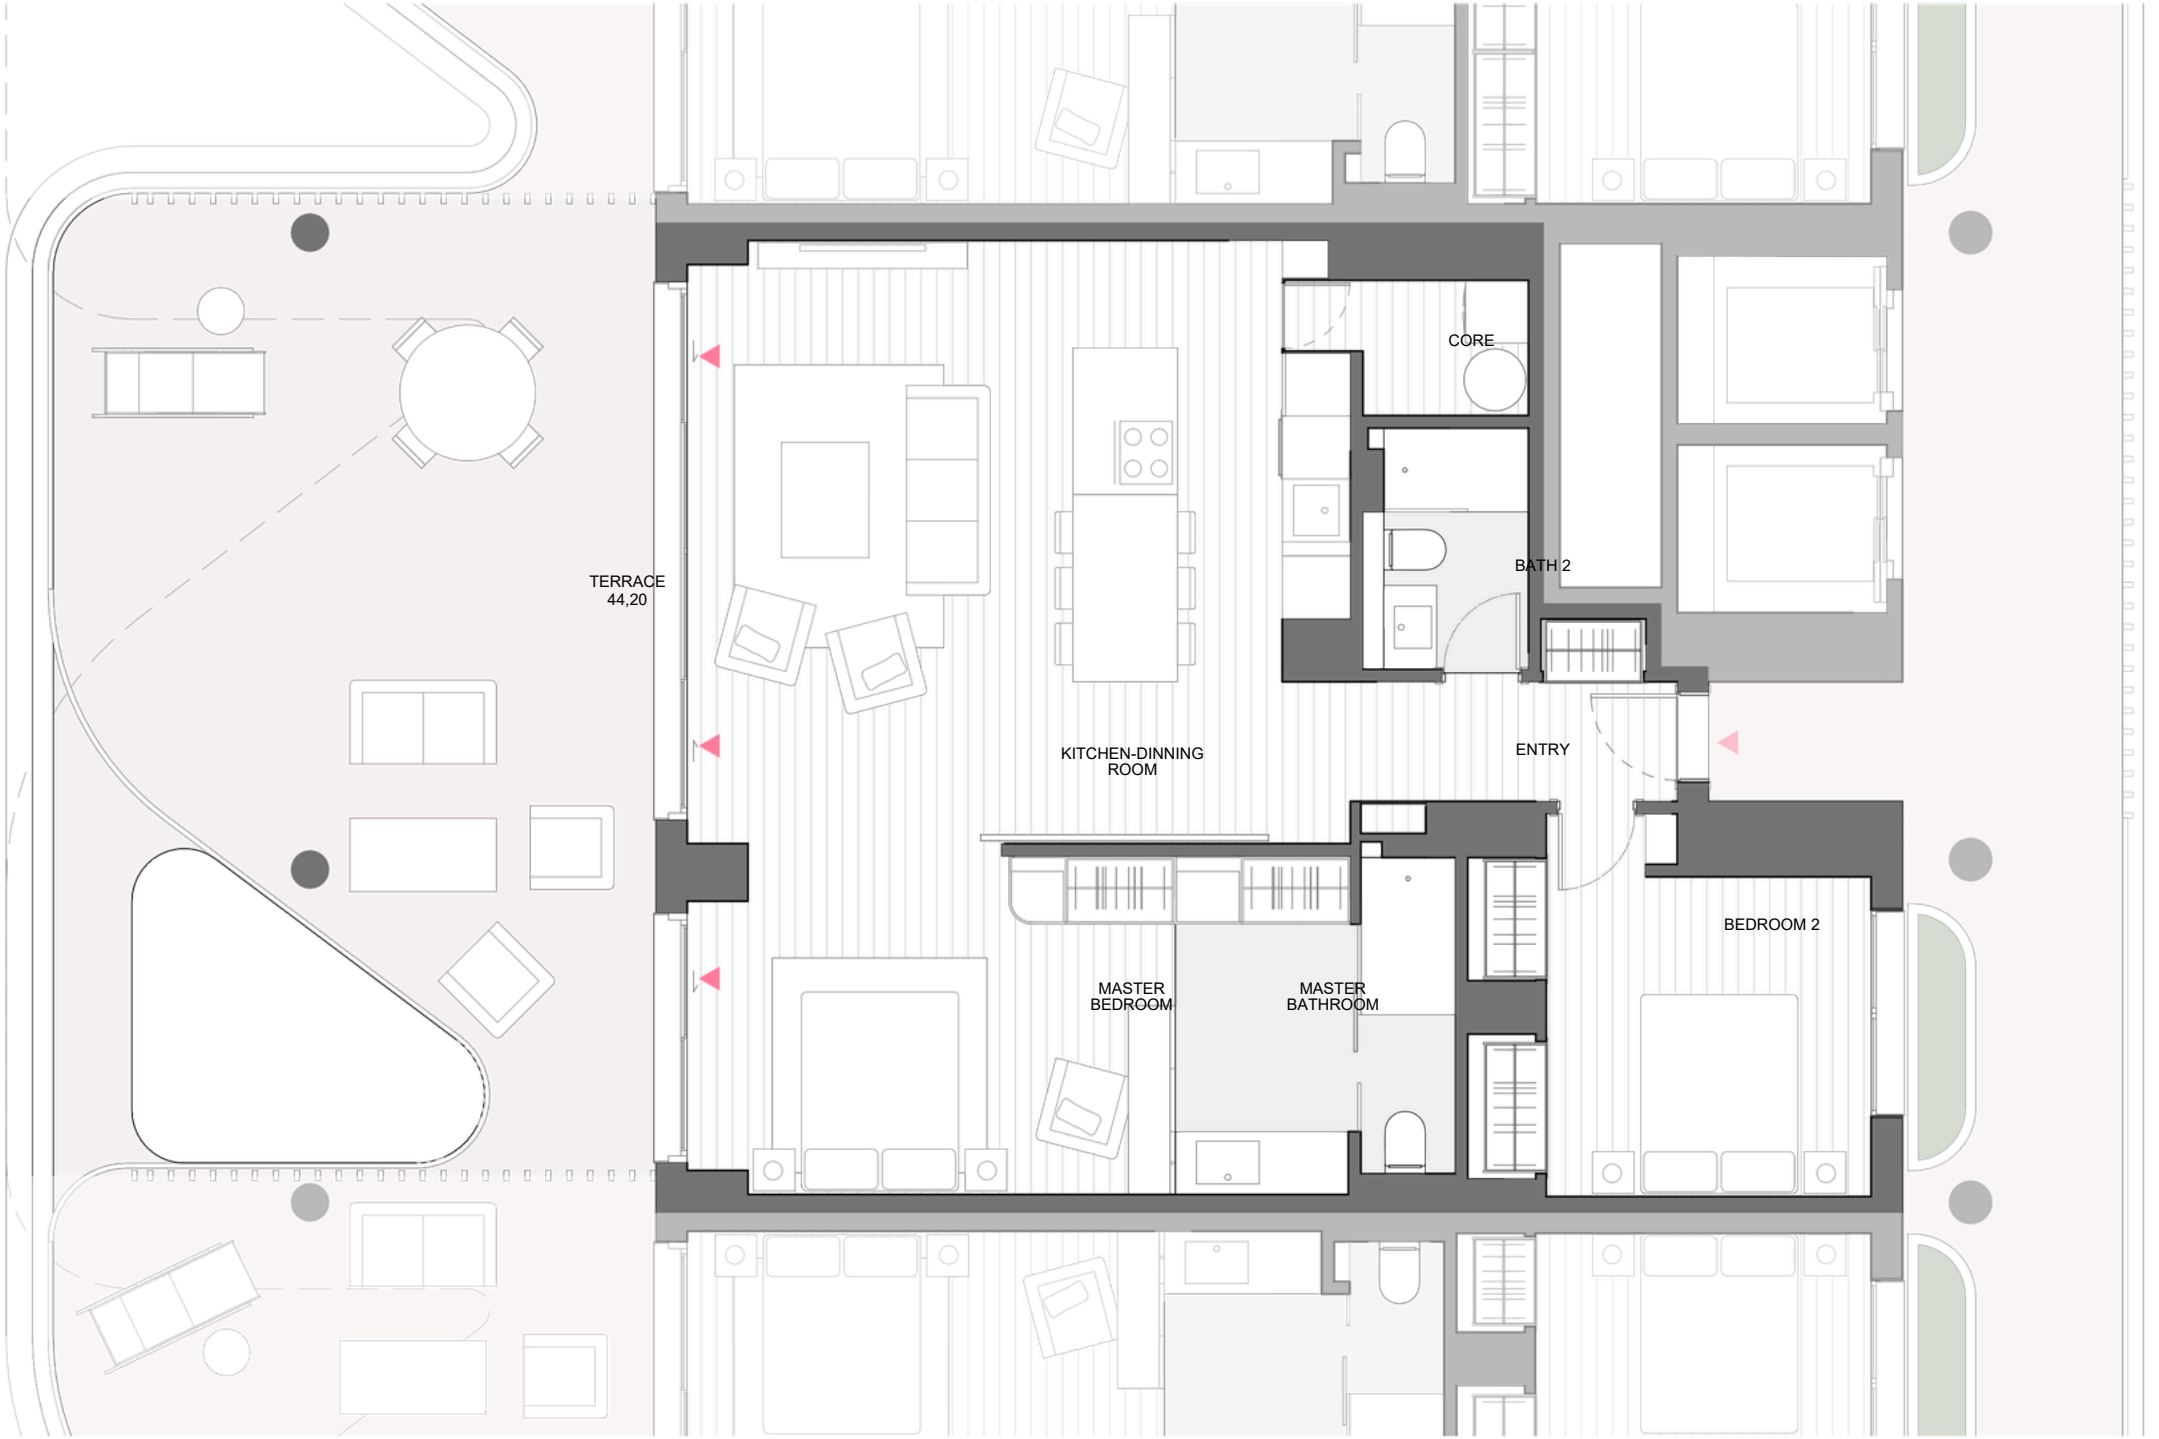 CORE
BATH 2
TERRACE
44,20
KITCHEN-DINNING
ROOM
ENTRY
BEDROOM 2
MASTER
BEDROOM
MASTER
BATHROOM